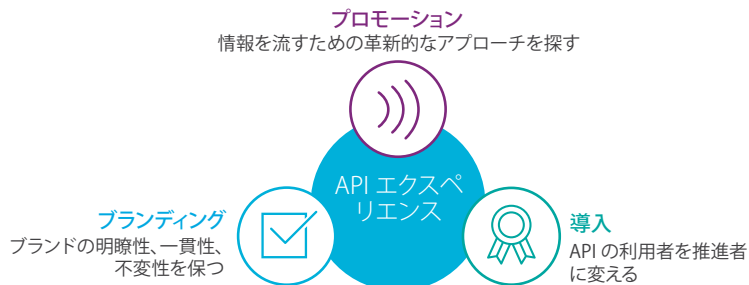 プロモーション
情報を流すための革新的なアプローチを探す
API エクスペ
リエンス
ブランディング
ブランドの明瞭性、一貫性、
不変性を保つ
導入
API の利用者を推進者
に変える